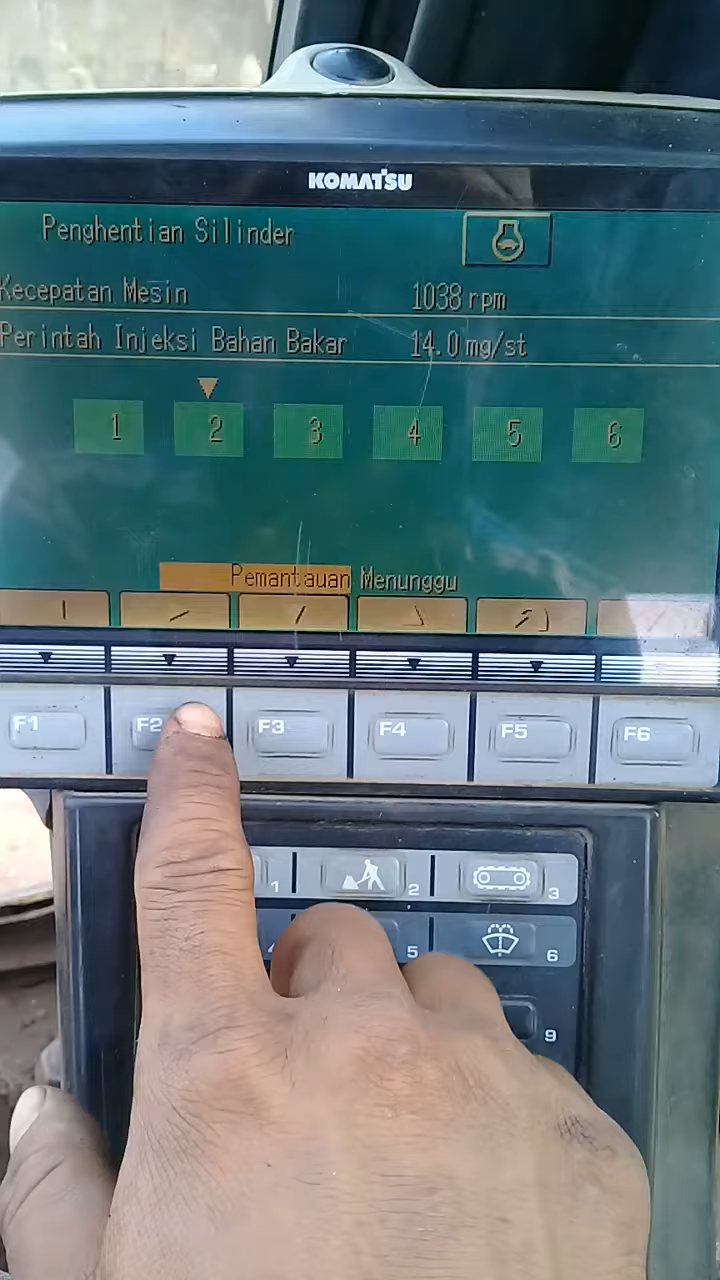 KOMATSU
Penghentian Silinder
Kecepatan Mesin 1038 rpm
Perintah Injeksi Bahan Bakar 14.0 mg/st
1 2 3 4 5 6
Pemantauan Menunggu
F1 F2 F3 F4 F5 F6
1 2 3
4 5 6
9